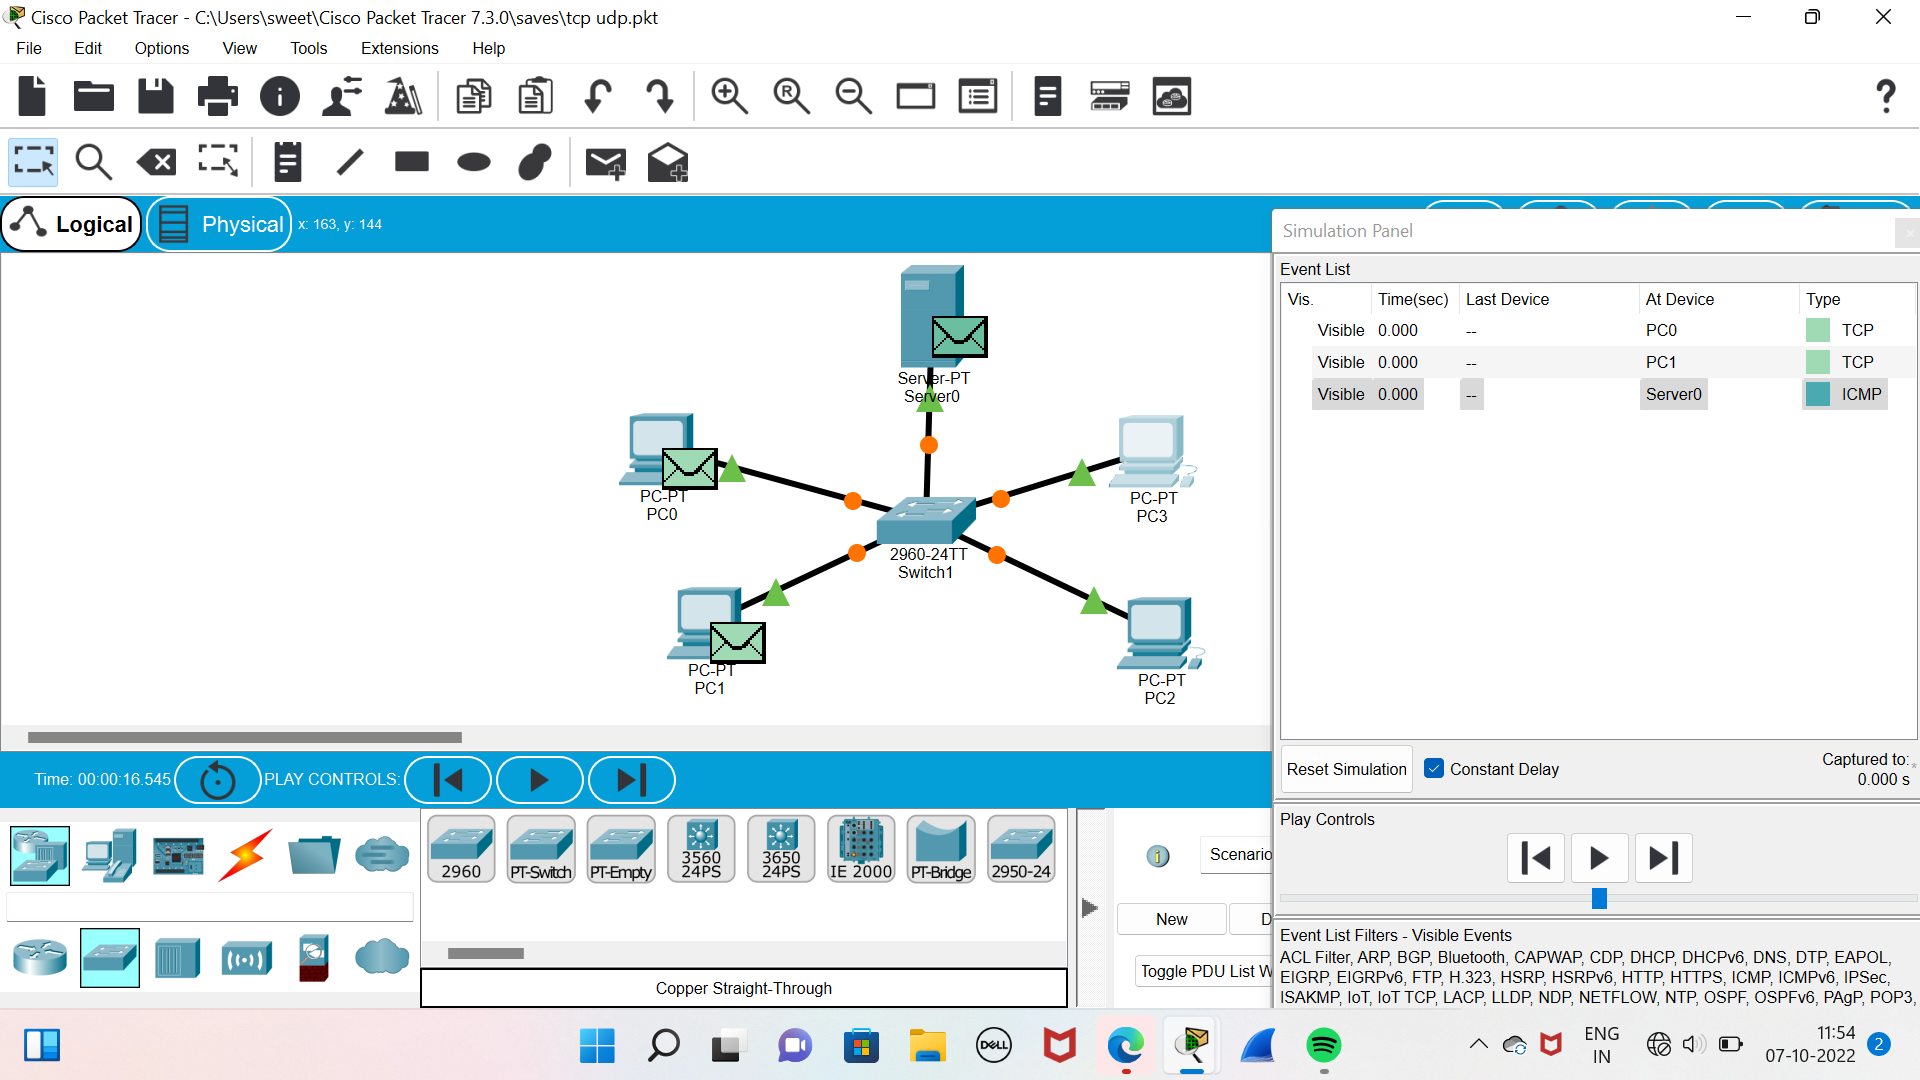 Cisco Packet Tracer - C:\Users\sweet\Cisco Packet Tracer 7.3.0\saves\tcp udp.pkt
File Edit Options View Tools Extensions Help
Logical Physical x: 163, y: 144
Simulation Panel
Event List
Vis. Time(sec) Last Device At Device Type
Visible 0.000 -- PC0 TCP
Visible 0.000 -- PC1 TCP
Visible 0.000 -- Server0 ICMP
Server-PT
Server0
PC-PT
PC0
PC-PT
PC3
2960-24TT
Switch1
PC-PT
PC1
PC-PT
PC2
Reset Simulation Constant Delay Captured to:
0.000 s
Time: 00:00:16.545 PLAY CONTROLS:
Play Controls
2960 PT-Switch PT-Empty 3560 24PS 3650 24PS IE 2000 PT-Bridge 2950-24
Scenario
New D
Toggle PDU List W
Copper Straight-Through
Event List Filters - Visible Events
ACL Filter, ARP, BGP, Bluetooth, CAPWAP, CDP, DHCP, DHCPv6, DNS, DTP, EAPOL,
EIGRP, EIGRPv6, FTP, H.323, HSRP, HSRPv6, HTTP, HTTPS, ICMP, ICMPv6, IPSec,
ISAKMP, IoT, IoT TCP, LACP, LLDP, NDP, NETFLOW, NTP, OSPF, OSPFv6, PAgP, POP3,
DELL
ENG
IN
11:54
07-10-2022
2